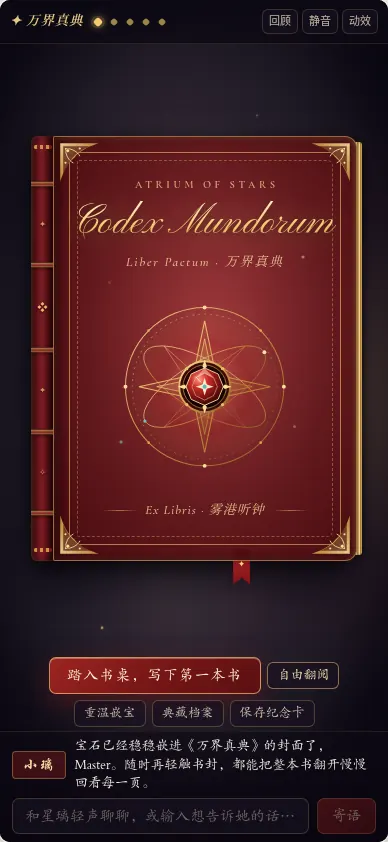 万界真典
回顾
静音
动效
ATRIUM OF STARS
Codex Mundorum
Liber Pactum · 万界真典
Ex Libris · 雾港听钟
踏入书桌，写下第一本书
自由翻阅
重温嵌宝
典藏档案
保存纪念卡
小璃
宝石已经稳稳嵌进《万界真典》的封面了，
Master。随时再轻触书封，都能把整本书翻开慢慢
回看每一页。
和星璃轻声聊聊，或输入想告诉她的话…
寄语